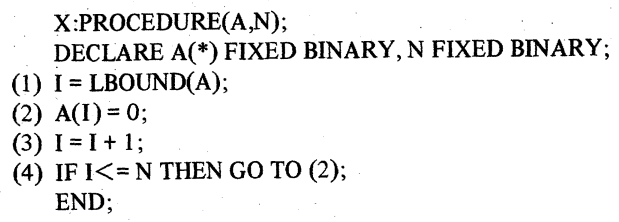 X:PROCEDURE(A,N);
DECLARE A(*) FIXED BINARY, N FIXED BINARY;
(1) I = LBOUND(A);
(2) A(I) = 0;
(3) I = I + 1;
(4) IF I<= N THEN GO TO (2);
END;